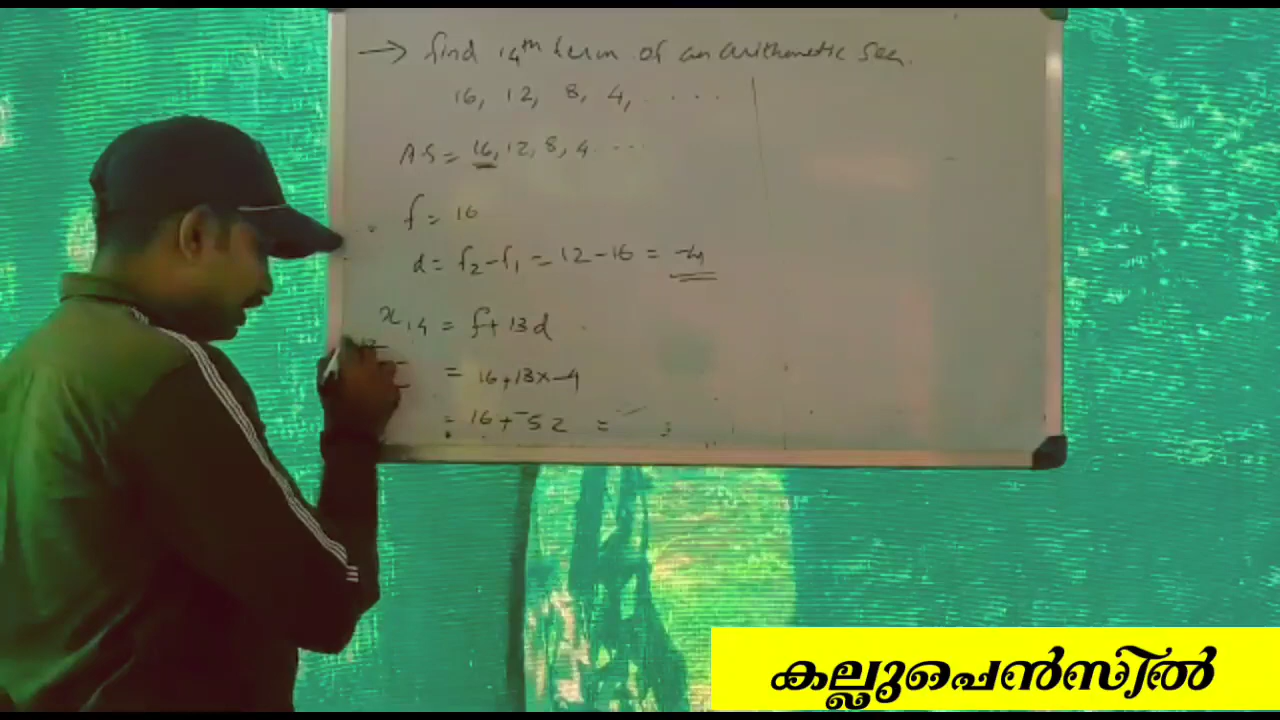 → find 14th term of an arithmetic seq.
16, 12, 8, 4, . . . .
A.S = 16, 12, 8, 4 . . .
f = 16
d = f₂ - f₁ = 12 - 16 = -4
x₁₄ = f + 13d
= 16 + 13 x -4
= 16 + -52 =
കല്ലുപെൻസിൽ